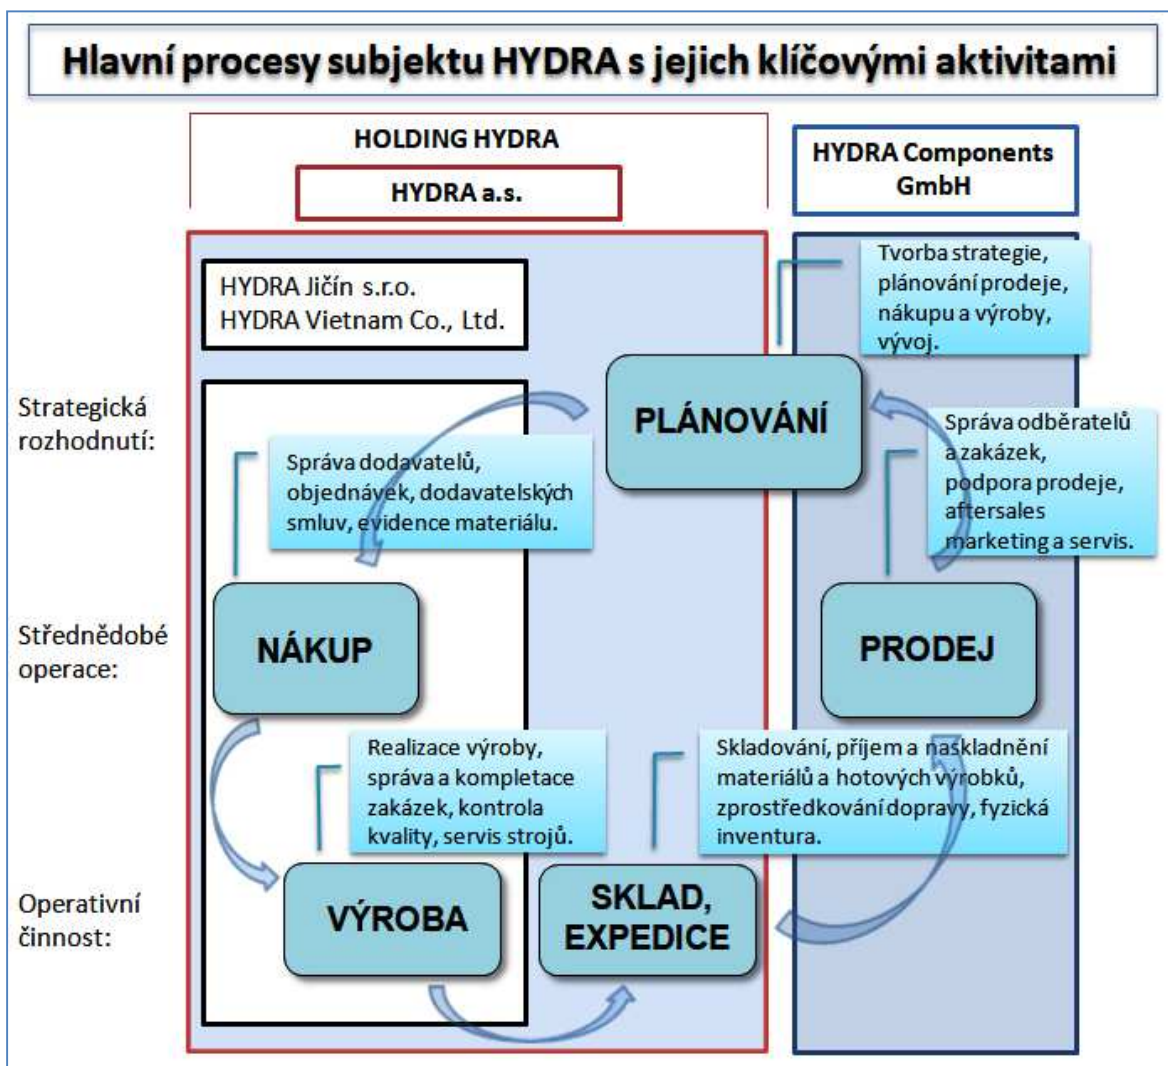 Hlavní procesy subjektu HYDRA s jejich klíčovými aktivitami
HOLDING HYDRA
HYDRA a.s.
HYDRA Components
GmbH
HYDRA Jičín s.r.o.
HYDRA Vietnam Co., Ltd.
Tvorba strategie,
plánování prodeje,
nákupu a výroby,
vývoj.
Strategická
rozhodnutí:
PLÁNOVÁNÍ
Správa odběratelů
a zakázek,
podpora prodeje,
aftersales
marketing a servis.
Správa dodavatelů,
objednávek, dodavatelských
smluv, evidence materiálu.
Střednědobé
operace:
NÁKUP
PRODEJ
Realizace výroby,
správa a kompletace
zakázek, kontrola
kvality, servis strojů.
Skladování, příjem a naskladnění
materiálů a hotových výrobků,
zprostředkování dopravy, fyzická
inventura.
Operativní
činnost:
VÝROBA
SKLAD,
EXPEDICE